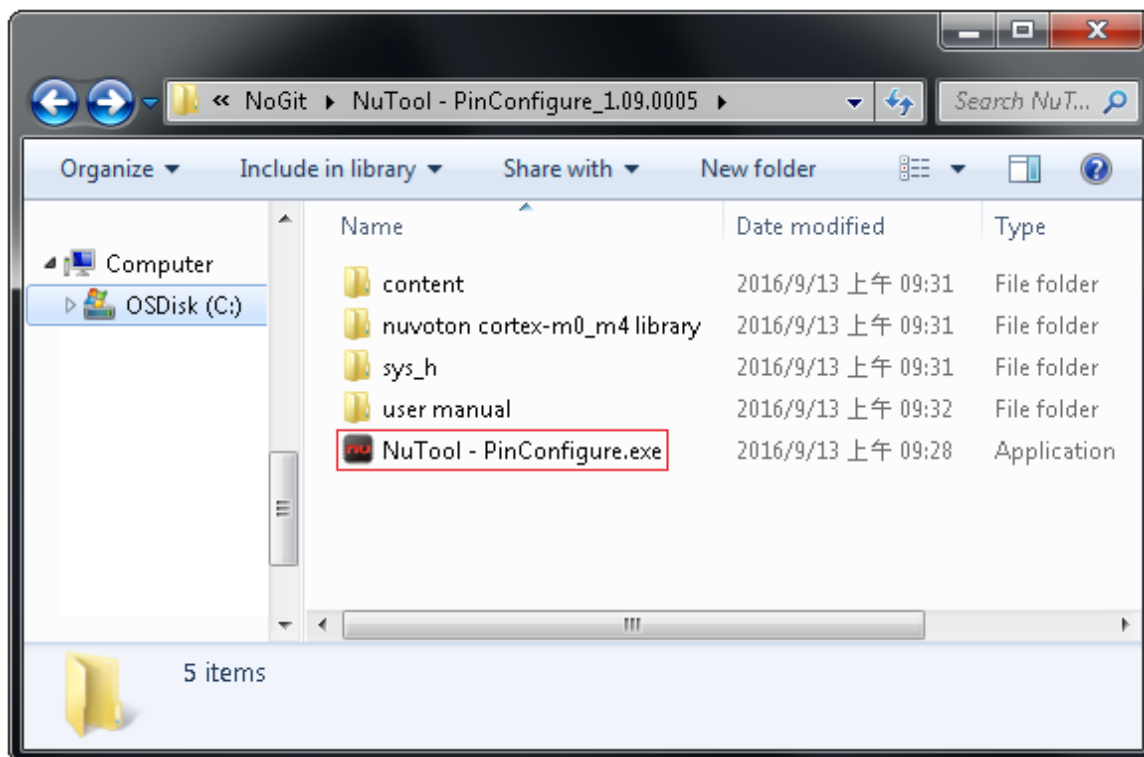 « NoGit ▸ NuTool - PinConfigure_1.09.0005 ▸ Search NuT...
Organize Include in library Share with New folder
Name Date modified Type
Computer
OSDisk (C:)
content 2016/9/13 上午 09:31 File folder
nuvoton cortex-m0_m4 library 2016/9/13 上午 09:31 File folder
sys_h 2016/9/13 上午 09:31 File folder
user manual 2016/9/13 上午 09:32 File folder
NuTool - PinConfigure.exe 2016/9/13 上午 09:28 Application
5 items